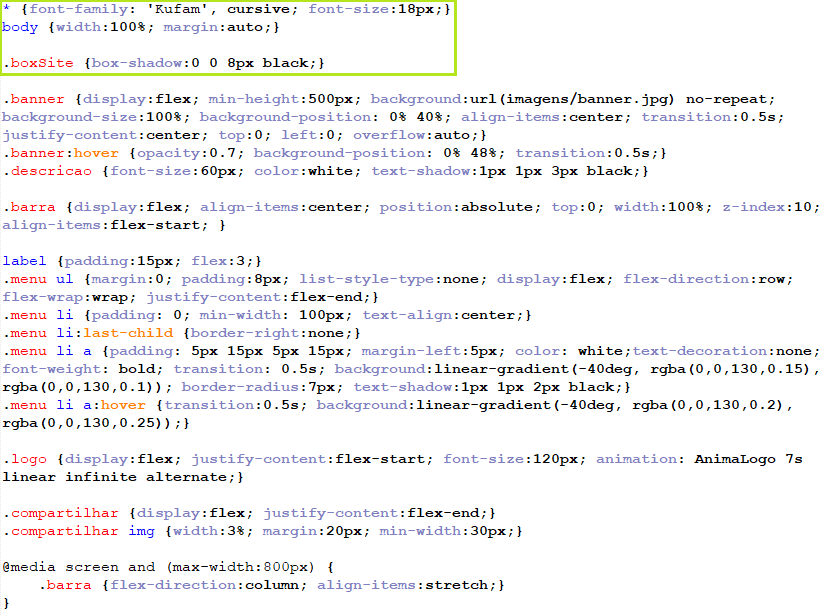 * {font-family: 'Kufam', cursive; font-size:18px;}
body {width:100%; margin:auto;}
.boxSite {box-shadow:0 0 8px black;}
.banner {display:flex; min-height:500px; background:url(imagens/banner.jpg) no-repeat;
background-size:100%; background-position: 0% 40%; align-items:center; transition:0.5s;
justify-content:center; top:0; left:0; overflow:auto;}
.banner:hover {opacity:0.7; background-position: 0% 48%; transition:0.5s;}
.descricao {font-size:60px; color:white; text-shadow:1px 1px 3px black;}
.barra {display:flex; align-items:center; position:absolute; top:0; width:100%; z-index:10;
align-items:flex-start; }
label {padding:15px; flex:3;}
.menu ul {margin:0; padding:8px; list-style-type:none; display:flex; flex-direction:row;
flex-wrap:wrap; justify-content:flex-end;}
.menu li {padding: 0; min-width: 100px; text-align:center;}
.menu li:last-child {border-right:none;}
.menu li a {padding: 5px 15px 5px 15px; margin-left:5px; color: white;text-decoration:none;
font-weight: bold; transition: 0.5s; background:linear-gradient(-40deg, rgba(0,0,130,0.15),
rgba(0,0,130,0.1)); border-radius:7px; text-shadow:1px 1px 2px black;}
.menu li a:hover {transition:0.5s; background:linear-gradient(-40deg, rgba(0,0,130,0.2),
rgba(0,0,130,0.25));}
.logo {display:flex; justify-content:flex-start; font-size:120px; animation: AnimaLogo 7s
linear infinite alternate;}
.compartilhar {display:flex; justify-content:flex-end;}
.compartilhar img {width:3%; margin:20px; min-width:30px;}
@media screen and (max-width:800px) {
.barra {flex-direction:column; align-items:stretch;}
}